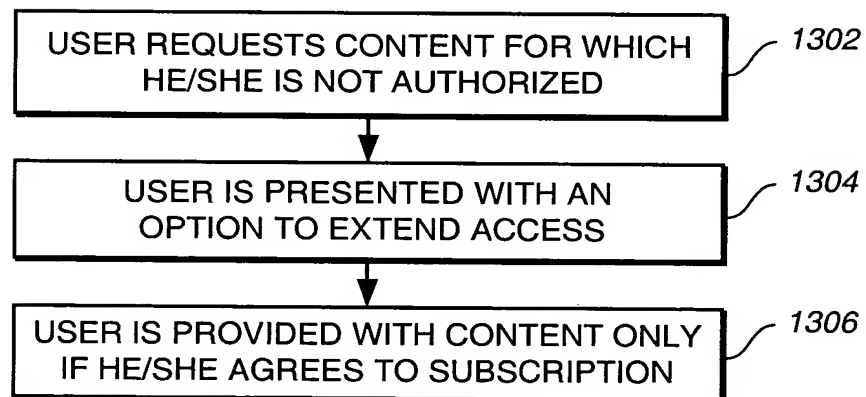 USER REQUESTS CONTENT FOR WHICH
HE/SHE IS NOT AUTHORIZED
1302
USER IS PRESENTED WITH AN
OPTION TO EXTEND ACCESS
1304
USER IS PROVIDED WITH CONTENT ONLY
IF HE/SHE AGREES TO SUBSCRIPTION
1306